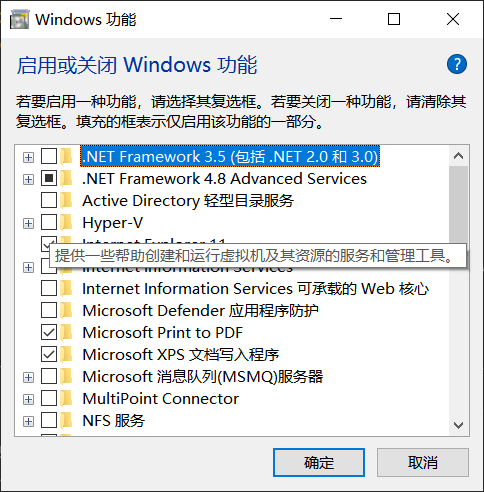 Windows 功能
启用或关闭 Windows 功能
?
若要启用一种功能，请选择其复选框。若要关闭一种功能，请清除其
复选框。填充的框表示仅启用该功能的一部分。
.NET Framework 3.5 (包括 .NET 2.0 和 3.0)
.NET Framework 4.8 Advanced Services
Active Directory 轻型目录服务
Hyper-V
Internet Explorer 11
提供一些帮助创建和运行虚拟机及其资源的服务和管理工具。
Internet Information Services
Internet Information Services 可承载的 Web 核心
Microsoft Defender 应用程序防护
Microsoft Print to PDF
Microsoft XPS 文档写入程序
Microsoft 消息队列(MSMQ)服务器
MultiPoint Connector
NFS 服务
确定
取消